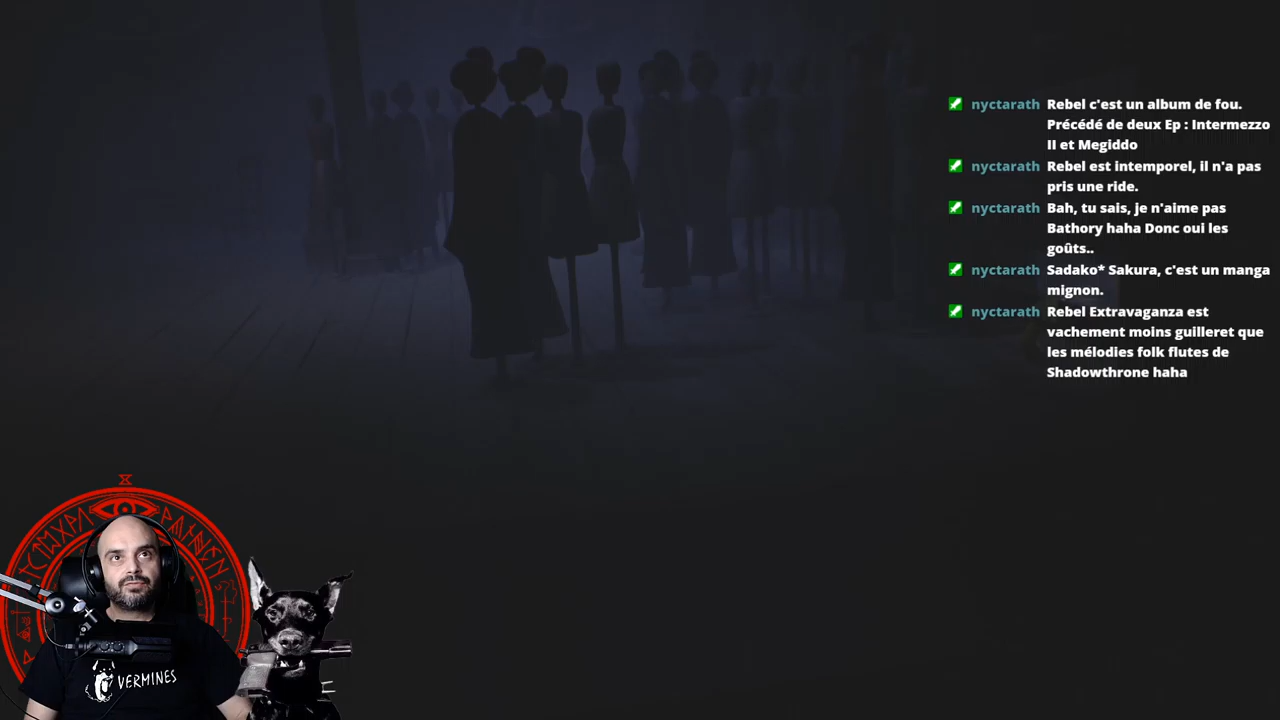 nyctarath Rebel c'est un album de fou.
Précédé de deux Ep : Intermezzo
II et Megiddo
nyctarath Rebel est intemporel, il n'a pas
pris une ride.
nyctarath Bah, tu sais, je n'aime pas
Bathory haha Donc oui les
goûts..
nyctarath Sadako* Sakura, c'est un manga
mignon.
nyctarath Rebel Extravaganza est
vachement moins guilleret que
les mélodies folk flutes de
Shadowthrone haha
VERMINES